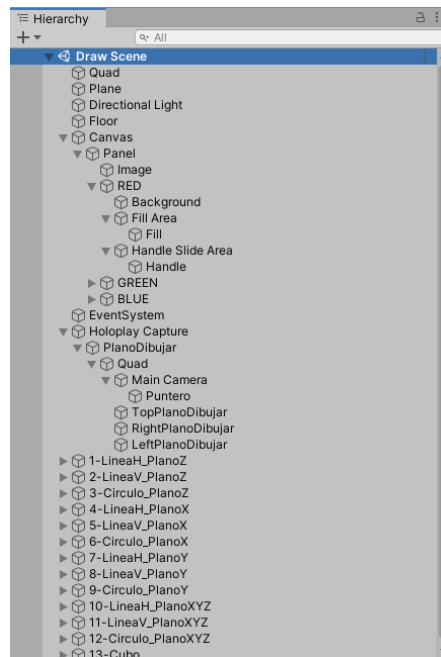 Hierarchy
All
Draw Scene
Quad
Plane
Directional Light
Floor
Canvas
Panel
Image
RED
Background
Fill Area
Fill
Handle Slide Area
Handle
GREEN
BLUE
EventSystem
Holoplay Capture
PlanoDibujar
Quad
Main Camera
Puntero
TopPlanoDibujar
RightPlanoDibujar
LeftPlanoDibujar
1-LineaH_PlanoZ
2-LineaV_PlanoZ
3-Circulo_PlanoZ
4-LineaH_PlanoX
5-LineaV_PlanoX
6-Circulo_PlanoX
7-LineaH_PlanoY
8-LineaV_PlanoY
9-Circulo_PlanoY
10-LineaH_PlanoXYZ
11-LineaV_PlanoXYZ
12-Circulo_PlanoXYZ
13-Cubo